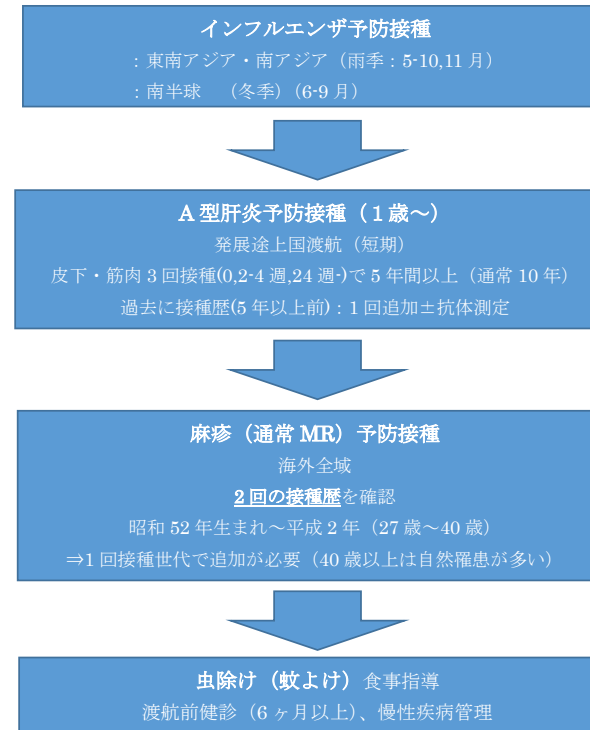 インフルエンザ予防接種
：東南アジア・南アジア（雨季：5-10,11 月）
：南半球　（冬季）(6-9 月)
A 型肝炎予防接種（１歳～）
発展途上国渡航（短期）
皮下・筋肉 3 回接種(0,2-4 週,24 週-)で 5 年間以上（通常 10 年）
過去に接種歴(5 年以上前)：1 回追加±抗体測定
麻疹（通常 MR）予防接種
海外全域
2 回の接種歴を確認
昭和 52 年生まれ～平成 2 年（27 歳～40 歳）
⇒1 回接種世代で追加が必要（40 歳以上は自然罹患が多い）
虫除け（蚊よけ）食事指導
渡航前健診（6 ヶ月以上）、慢性疾病管理